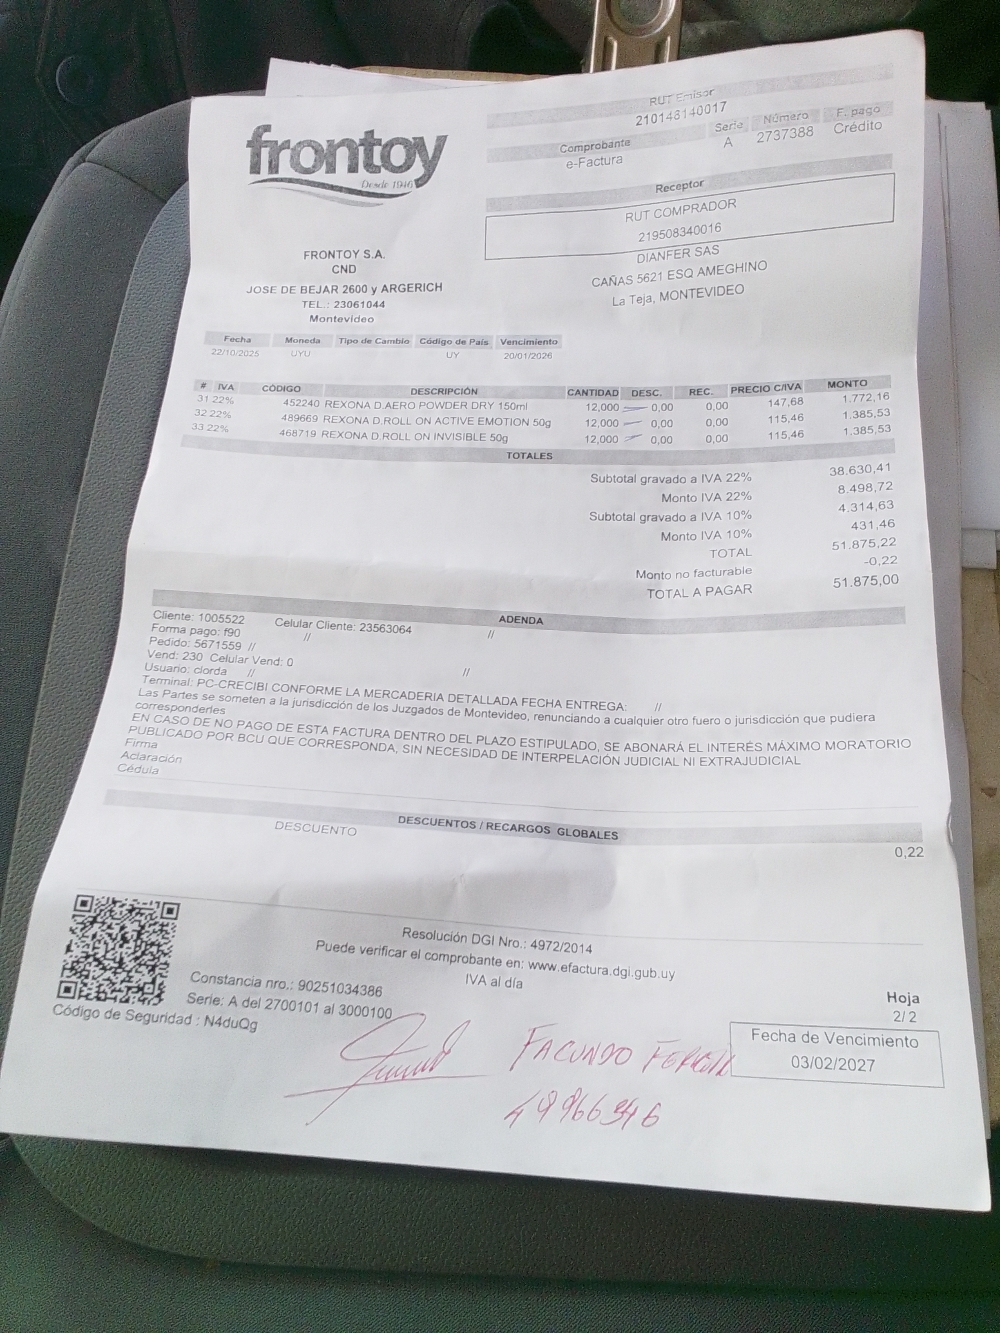 frontoy
Desde 1946
RUT Emisor
210148140017
Comprobante Serie Número F. pago
e-Factura A 2737388 Crédito
Receptor
RUT COMPRADOR
219508340016
DIANFER SAS
CAÑAS 5621 ESQ AMEGHINO
La Teja, MONTEVIDEO
FRONTOY S.A.
CND
JOSE DE BEJAR 2600 y ARGERICH
TEL.: 23061044
Montevideo
Fecha Moneda Tipo de Cambio Código de País Vencimiento
22/10/2025 UYU UY 20/01/2026
# IVA CÓDIGO DESCRIPCIÓN CANTIDAD DESC. REC. PRECIO C/IVA MONTO
31 22% 452240 REXONA D.AERO POWDER DRY 150ml 12,000 0,00 0,00 147,68 1.772,16
32 22% 489669 REXONA D.ROLL ON ACTIVE EMOTION 50g 12,000 0,00 0,00 115,46 1.385,53
33 22% 468719 REXONA D.ROLL ON INVISIBLE 50g 12,000 0,00 0,00 115,46 1.385,53
TOTALES
Subtotal gravado a IVA 22% 38.630,41
Monto IVA 22% 8.498,72
Subtotal gravado a IVA 10% 4.314,63
Monto IVA 10% 431,46
TOTAL 51.875,22
Monto no facturable -0,22
TOTAL A PAGAR 51.875,00
ADENDA
Cliente: 1005522 Celular Cliente: 23563064
Forma pago: f90 // //
Pedido: 5671559 //
Vend: 230 Celular Vend: 0
Usuario: clorda // //
Terminal: PC-CRECIBI CONFORME LA MERCADERIA DETALLADA FECHA ENTREGA: //
Las Partes se someten a la jurisdicción de los Juzgados de Montevideo, renunciando a cualquier otro fuero o jurisdicción que pudiera
corresponderles
EN CASO DE NO PAGO DE ESTA FACTURA DENTRO DEL PLAZO ESTIPULADO, SE ABONARÁ EL INTERÉS MÁXIMO MORATORIO
PUBLICADO POR BCU QUE CORRESPONDA, SIN NECESIDAD DE INTERPELACIÓN JUDICIAL NI EXTRAJUDICIAL
Firma
Aclaración
Cédula
DESCUENTOS / RECARGOS GLOBALES
DESCUENTO 0,22
Resolución DGI Nro.: 4972/2014
Puede verificar el comprobante en: www.efactura.dgi.gub.uy
IVA al día
Constancia nro.: 90251034386
Serie: A del 2700101 al 3000100
Código de Seguridad : N4duQg
Hoja
2/ 2
Fecha de Vencimiento
03/02/2027
FACUNDO